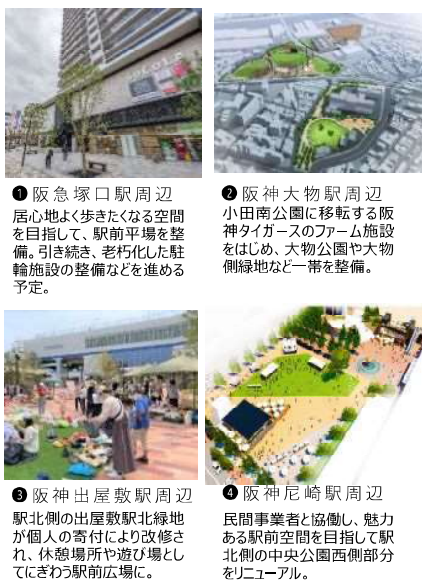 ❶阪急塚口駅周辺
居心地よく歩きたくなる空間
を目指して、駅前平場を整
備。引き続き、老朽化した駐
輪施設の整備などを進める
予定。
❷阪神大物駅周辺
小田南公園に移転する阪
神タイガースのファーム施設
をはじめ、大物公園や大物
側緑地など一帯を整備。
❸阪神出屋敷駅周辺
駅北側の出屋敷駅北緑地
が個人の寄付により改修さ
れ、休憩場所や遊び場とし
てにぎわう駅前広場に。
❹阪神尼崎駅周辺
民間事業者と協働し、魅力
ある駅前空間を目指して駅
北側の中央公園西側部分
をリニューアル。